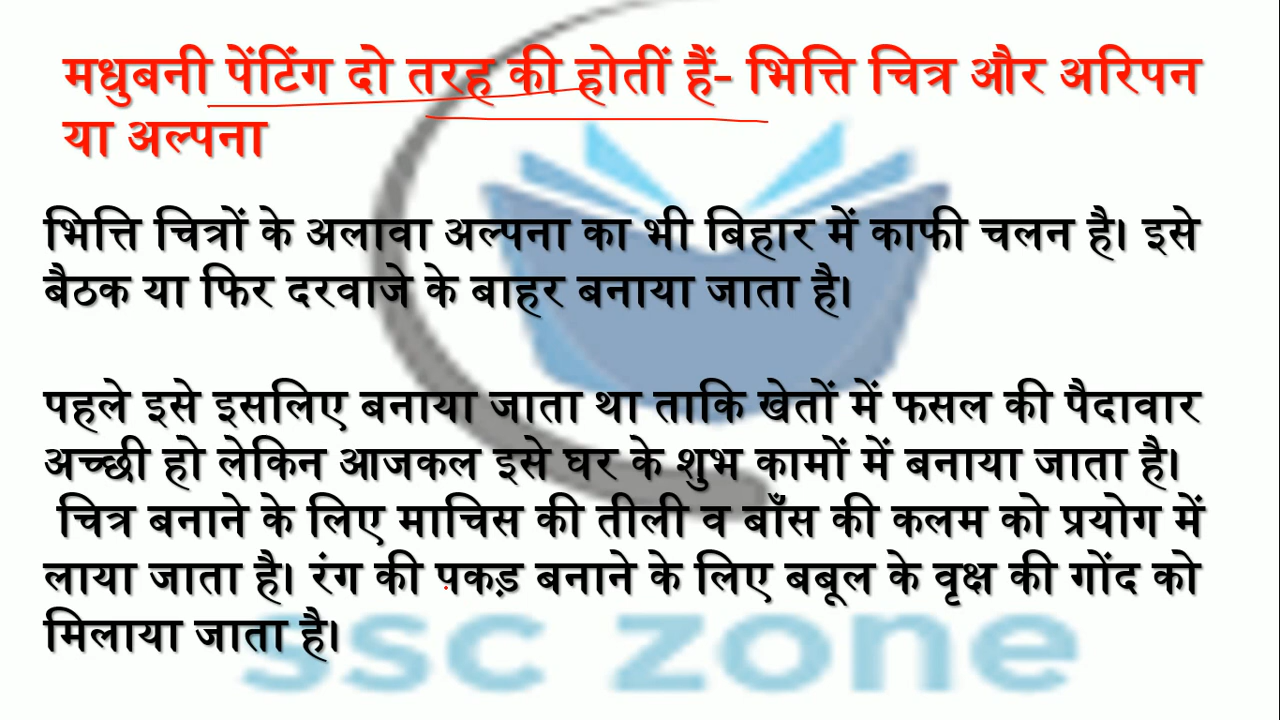 मधुबनी पेंटिंग दो तरह की होतीं हैं- भित्ति चित्र और अरिपन
या अल्पना
भित्ति चित्रों के अलावा अल्पना का भी बिहार में काफी चलन है। इसे
बैठक या फिर दरवाजे के बाहर बनाया जाता है।
पहले इसे इसलिए बनाया जाता था ताकि खेतों में फसल की पैदावार
अच्छी हो लेकिन आजकल इसे घर के शुभ कामों में बनाया जाता है।
चित्र बनाने के लिए माचिस की तीली व बाँस की कलम को प्रयोग में
लाया जाता है। रंग की पकड़ बनाने के लिए बबूल के वृक्ष की गोंद को
मिलाया जाता है।
ssc zone